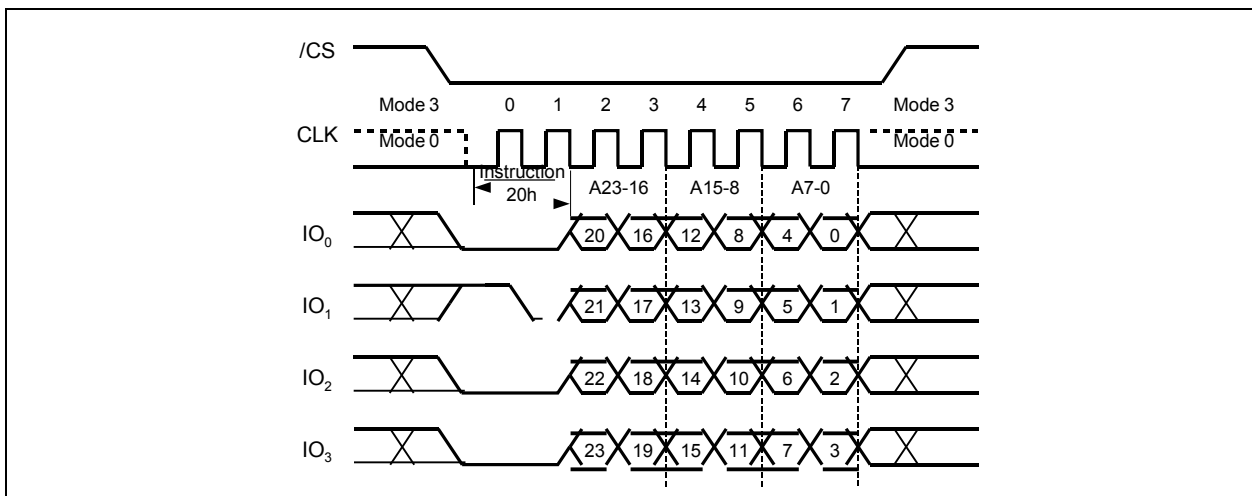 /CS
Mode 3 0 1 2 3 4 5 6 7 Mode 3
CLK Mode 0 Mode 0
Instruction
20h A23-16 A15-8 A7-0
IO0 20 16 12 8 4 0
IO1 21 17 13 9 5 1
IO2 22 18 14 10 6 2
IO3 23 19 15 11 7 3